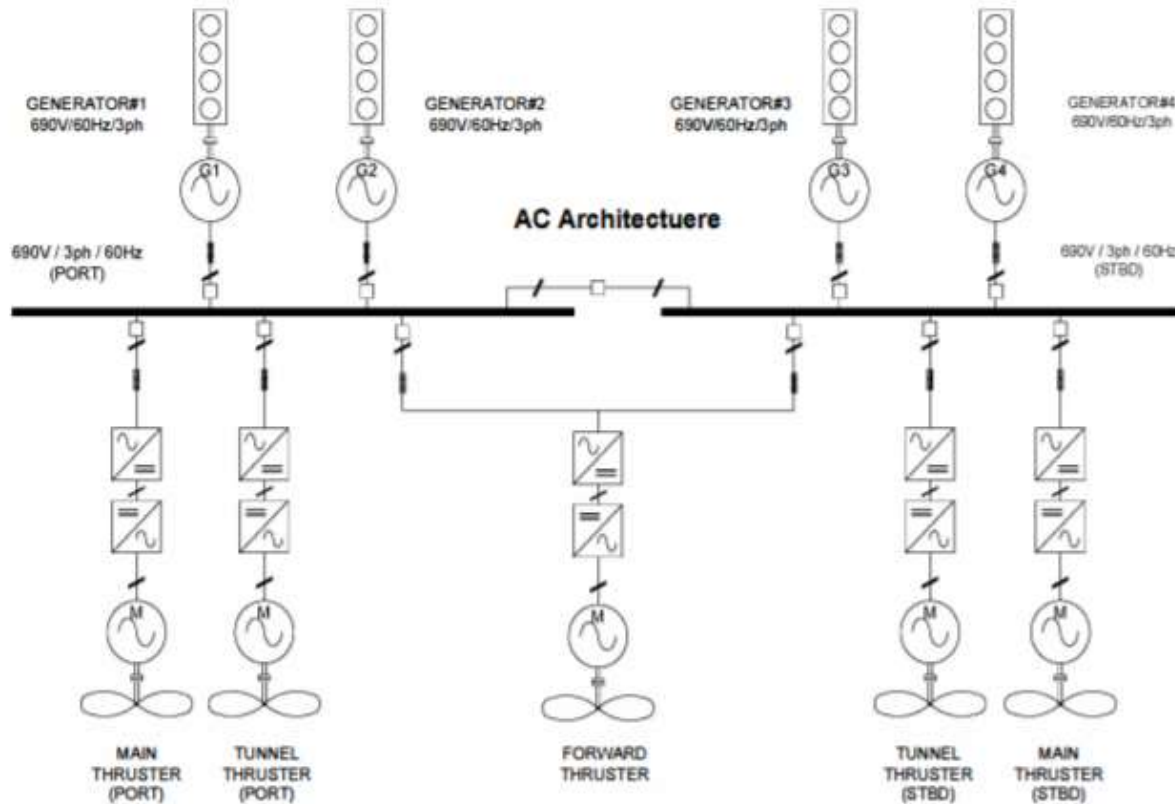 GENERATOR#1
690V/60Hz/3ph
GENERATOR#2
690V/60Hz/3ph
GENERATOR#3
690V/60Hz/3ph
GENERATOR#4
690V/60Hz/3ph
G1
G2
G3
G4
AC Architectuere
690V / 3ph / 60Hz
(PORT)
690V / 3ph / 60Hz
(STBD)
M
M
M
M
M
MAIN
THRUSTER
(PORT)
TUNNEL
THRUSTER
(PORT)
FORWARD
THRUSTER
TUNNEL
THRUSTER
(STBD)
MAIN
THRUSTER
(STBD)